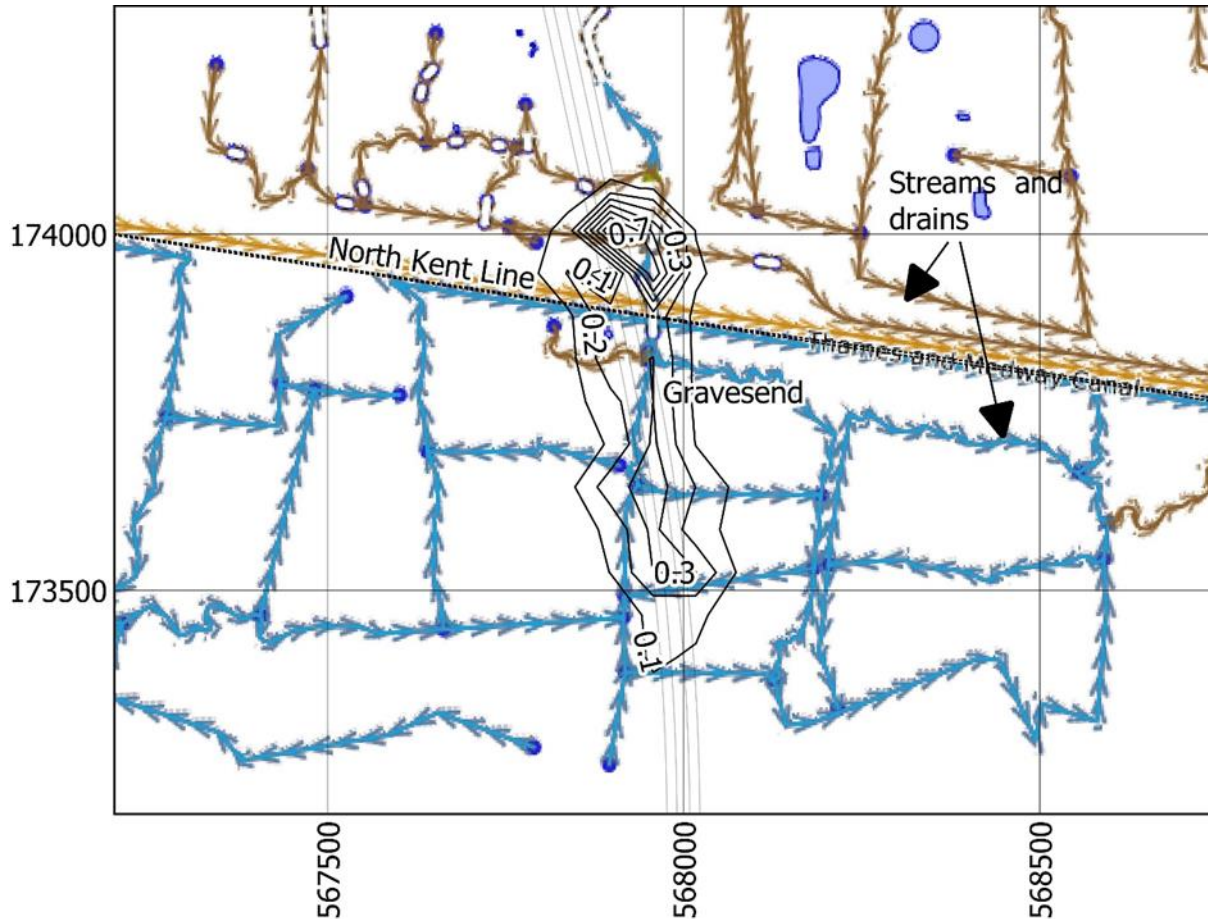 Streams and
drains
174000
North Kent Line
0.7
0.3
0.1
0.2
Thames and Medway Canal
Gravesend
0.3
173500
0.1
567500
568000
568500